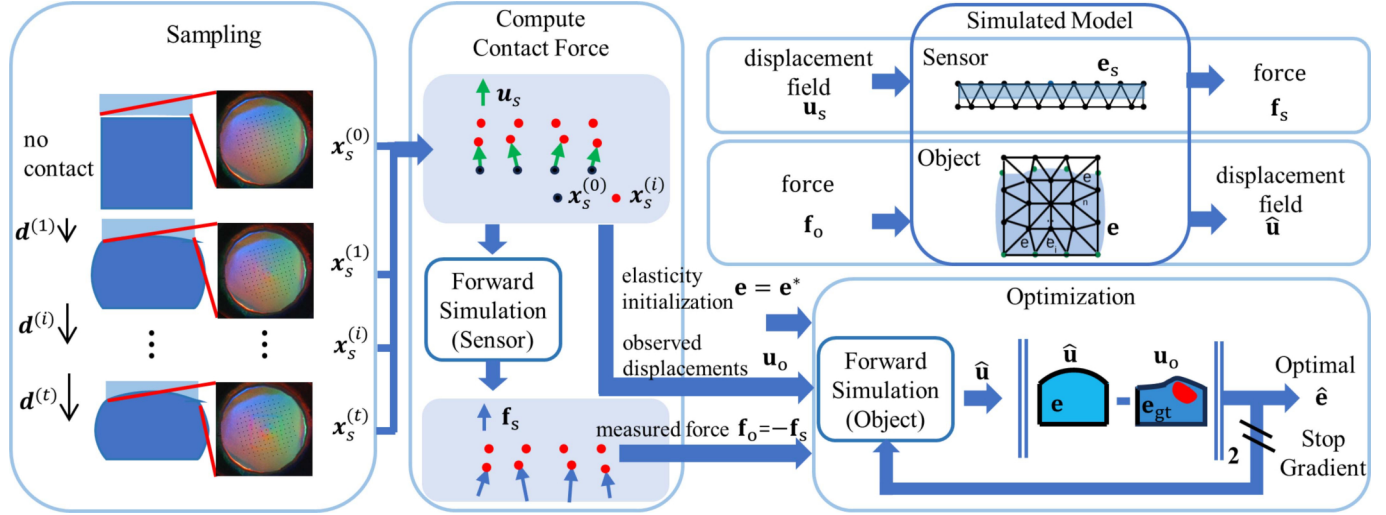 Sampling
no
contact
d^{(1)}
d^{(i)}
d^{(t)}
x_s^{(0)}
x_s^{(1)}
x_s^{(i)}
x_s^{(t)}
Compute
Contact Force
u_s
x_s^{(0)} x_s^{(i)}
Forward
Simulation
(Sensor)
f_s
elasticity
initialization
e = e^*
observed
displacements
u_o
measured force f_o=−f_s
Simulated Model
displacement
field
u_s
Sensor
e_s
force
f_s
force
f_o
Object
e
n
e
e
e_i
displacement
field
û
Optimization
Forward
Simulation
(Object)
û
û
e
-
u_o
e_gt
2
Optimal
ê
Stop
Gradient